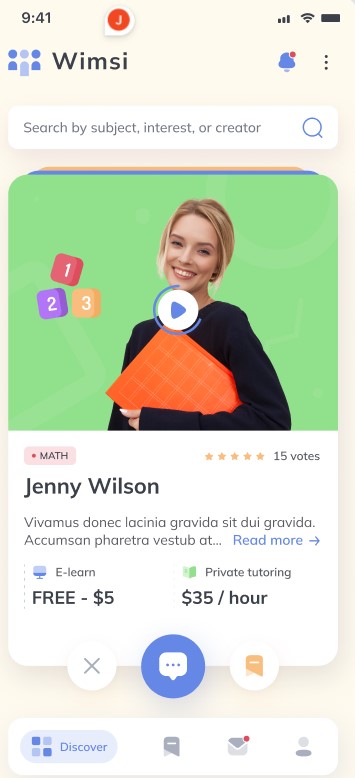 9:41
J
Wimsi
Search by subject, interest, or creator
1
2 3
MATH
15 votes
Jenny Wilson
Vivamus donec lacinia gravida sit dui gravida.
Accumsan pharetra vestub at... Read more →
E-learn
Private tutoring
FREE - $5
$35 / hour
Discover